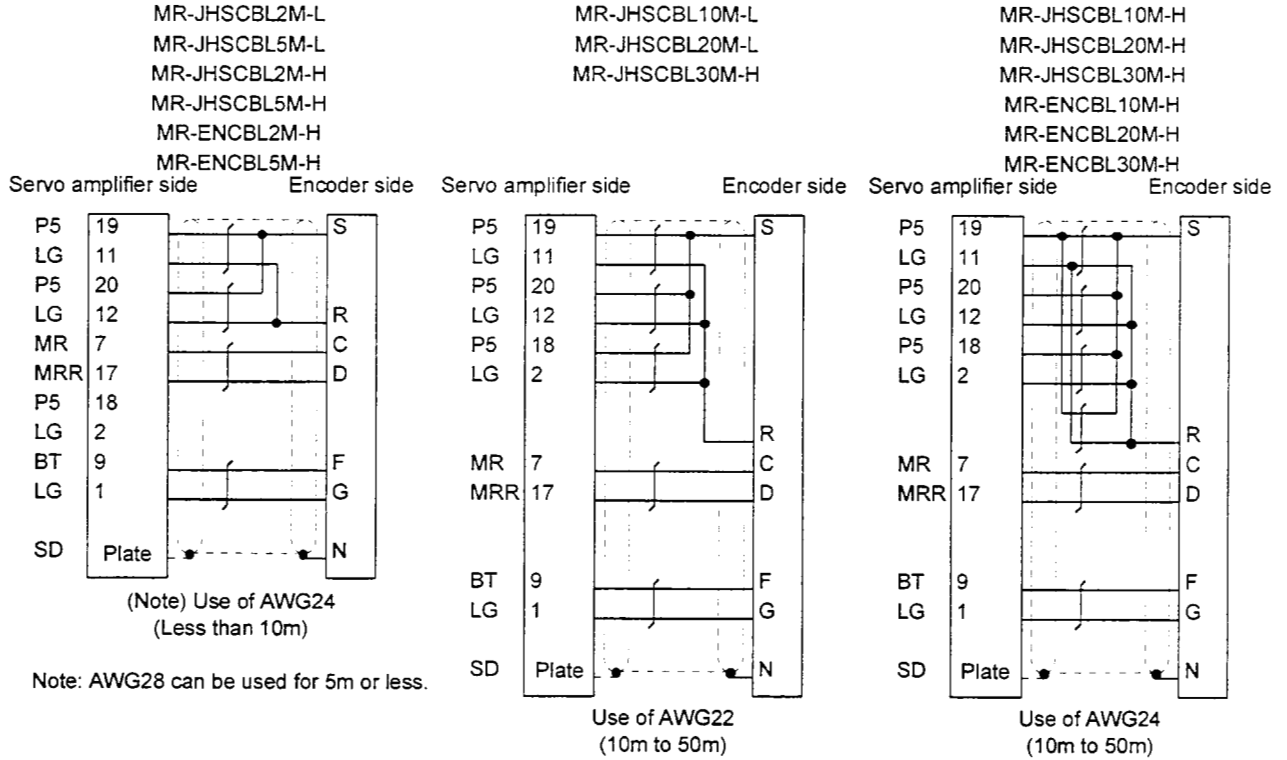 MR-JHSCBL2M-L
MR-JHSCBL5M-L
MR-JHSCBL2M-H
MR-JHSCBL5M-H
MR-ENCBL2M-H
MR-ENCBL5M-H
Servo amplifier side Encoder side
P5 19 S
LG 11
P5 20
LG 12 R
MR 7 C
MRR 17 D
P5 18
LG 2
BT 9 F
LG 1 G
SD Plate N
(Note) Use of AWG24
(Less than 10m)
Note: AWG28 can be used for 5m or less.
MR-JHSCBL10M-L
MR-JHSCBL20M-L
MR-JHSCBL30M-H
Servo amplifier side Encoder side
P5 19 S
LG 11
P5 20
LG 12
P5 18
LG 2
R
MR 7 C
MRR 17 D
BT 9 F
LG 1 G
SD Plate N
Use of AWG22
(10m to 50m)
MR-JHSCBL10M-H
MR-JHSCBL20M-H
MR-JHSCBL30M-H
MR-ENCBL10M-H
MR-ENCBL20M-H
MR-ENCBL30M-H
Servo amplifier side Encoder side
P5 19 S
LG 11
P5 20
LG 12
P5 18
LG 2
R
MR 7 C
MRR 17 D
BT 9 F
LG 1 G
SD Plate N
Use of AWG24
(10m to 50m)